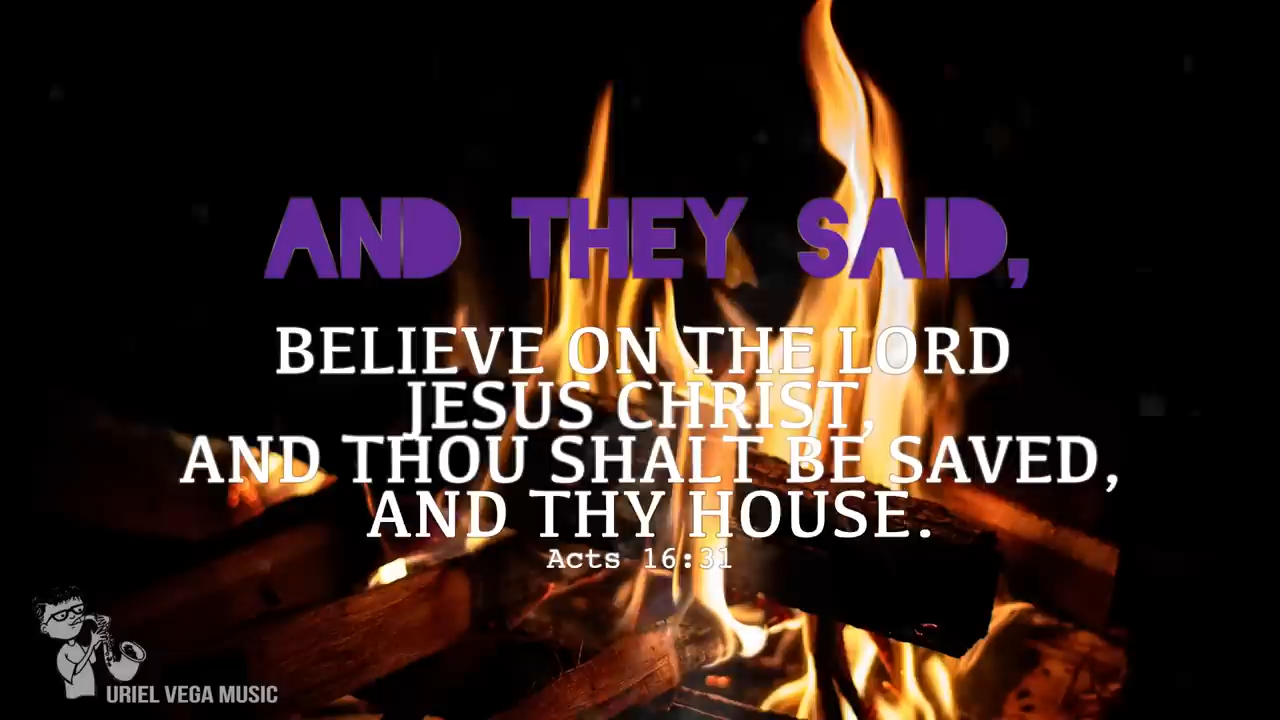 AND THEY SAID,
BELIEVE ON THE LORD
JESUS CHRIST,
AND THOU SHALT BE SAVED,
AND THY HOUSE.
Acts 16:31
URIEL VEGA MUSIC